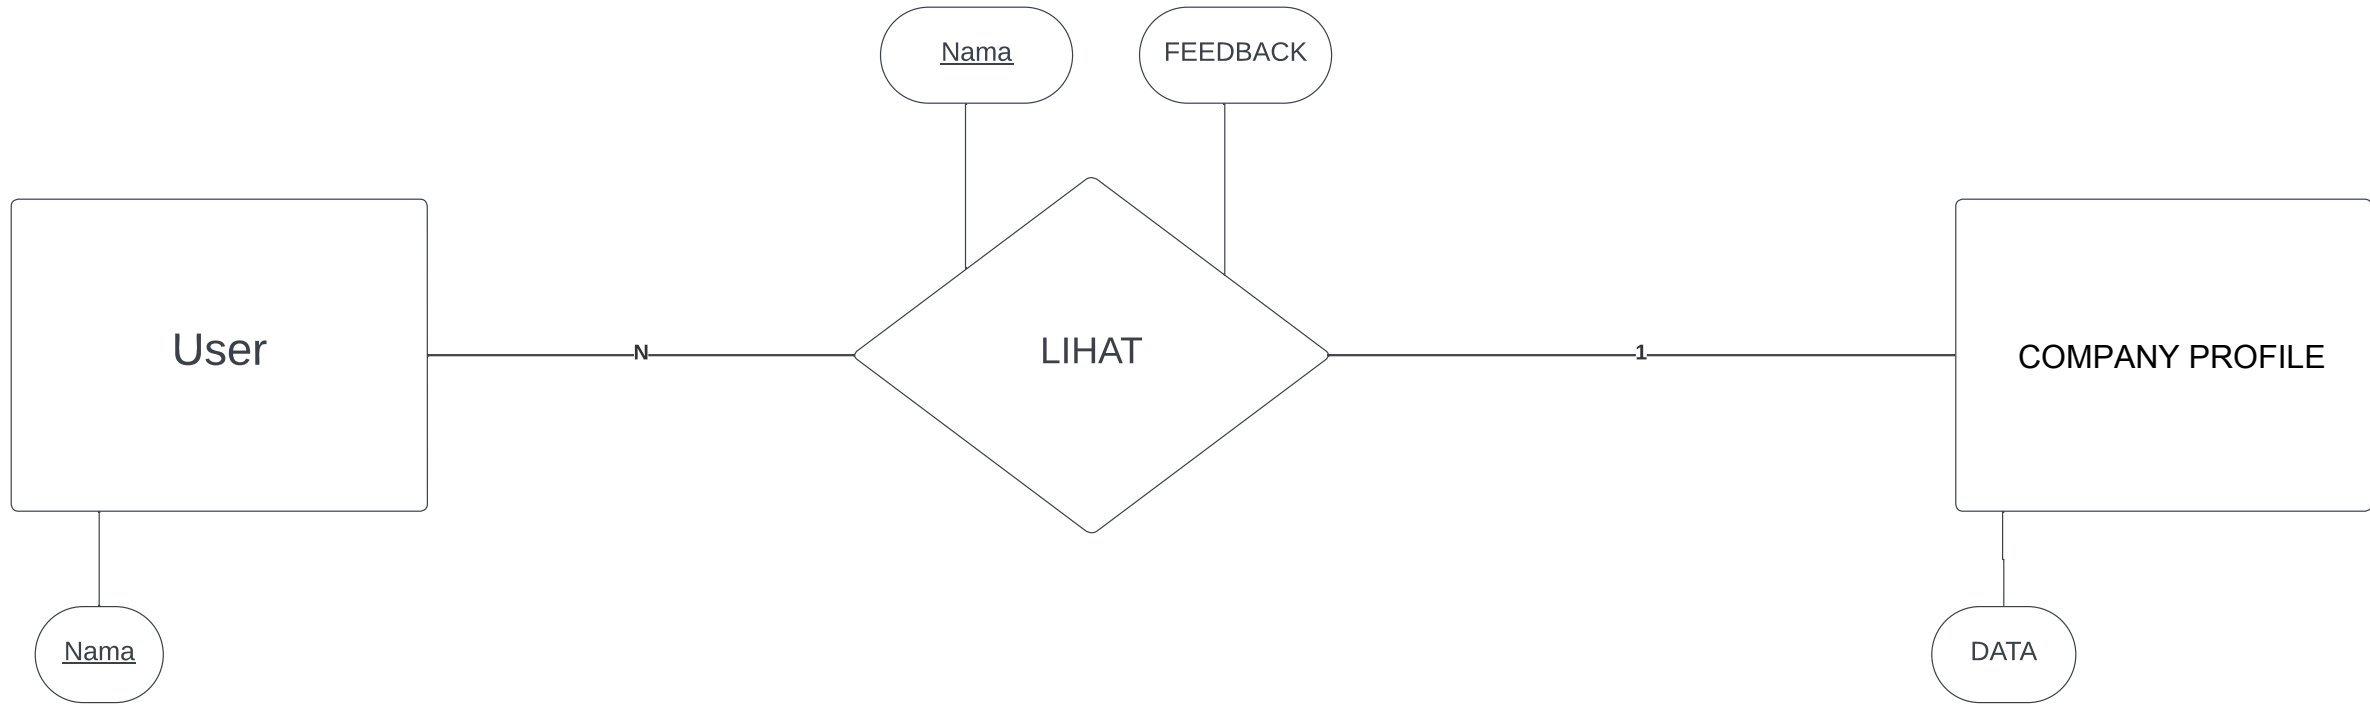 Nama
FEEDBACK
User
N
LIHAT
1
COMPANY PROFILE
Nama
DATA